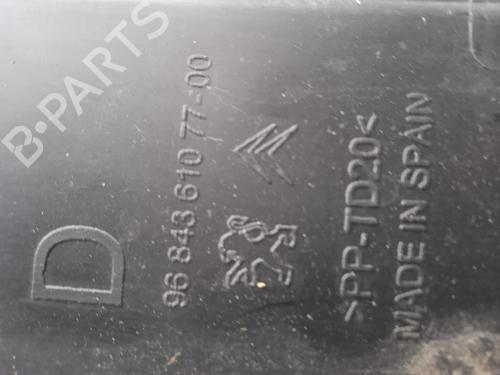 B-PARTS
D
96 843 610 77-00
>PP-TD20<
MADE IN SPAIN